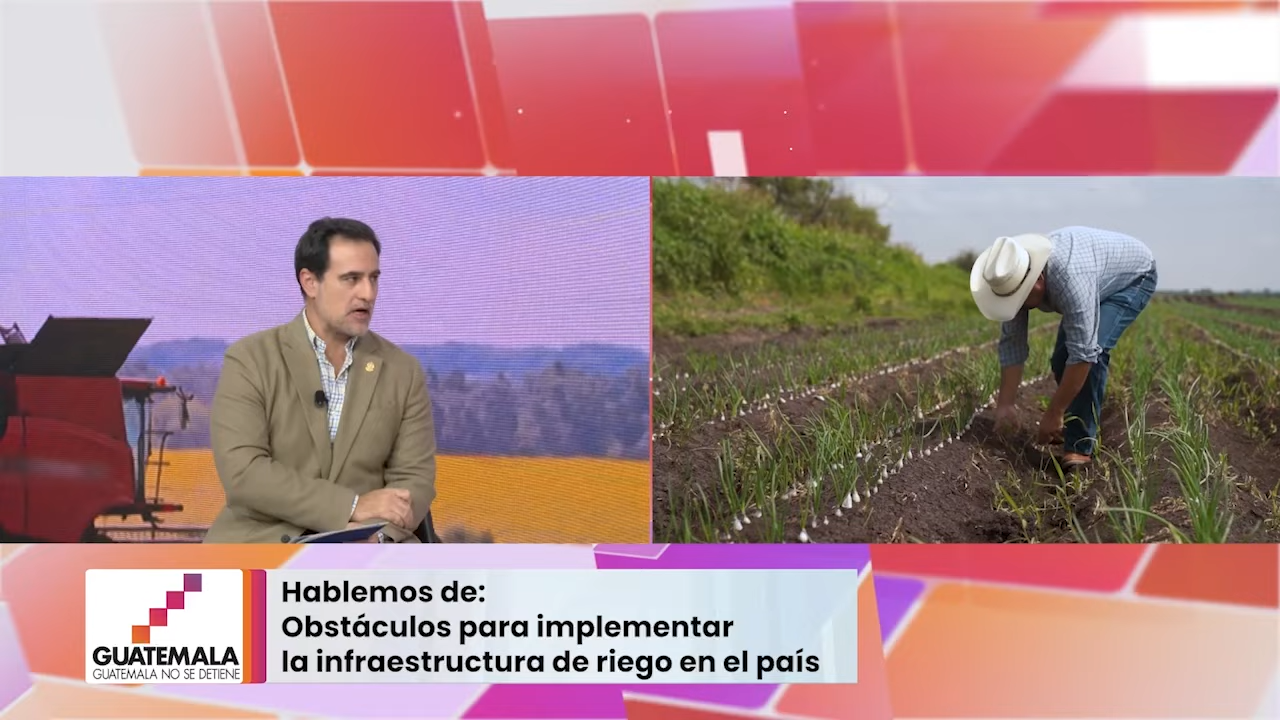 Hablemos de:
Obstáculos para implementar
la infraestructura de riego en el país
GUATEMALA
GUATEMALA NO SE DETIENE